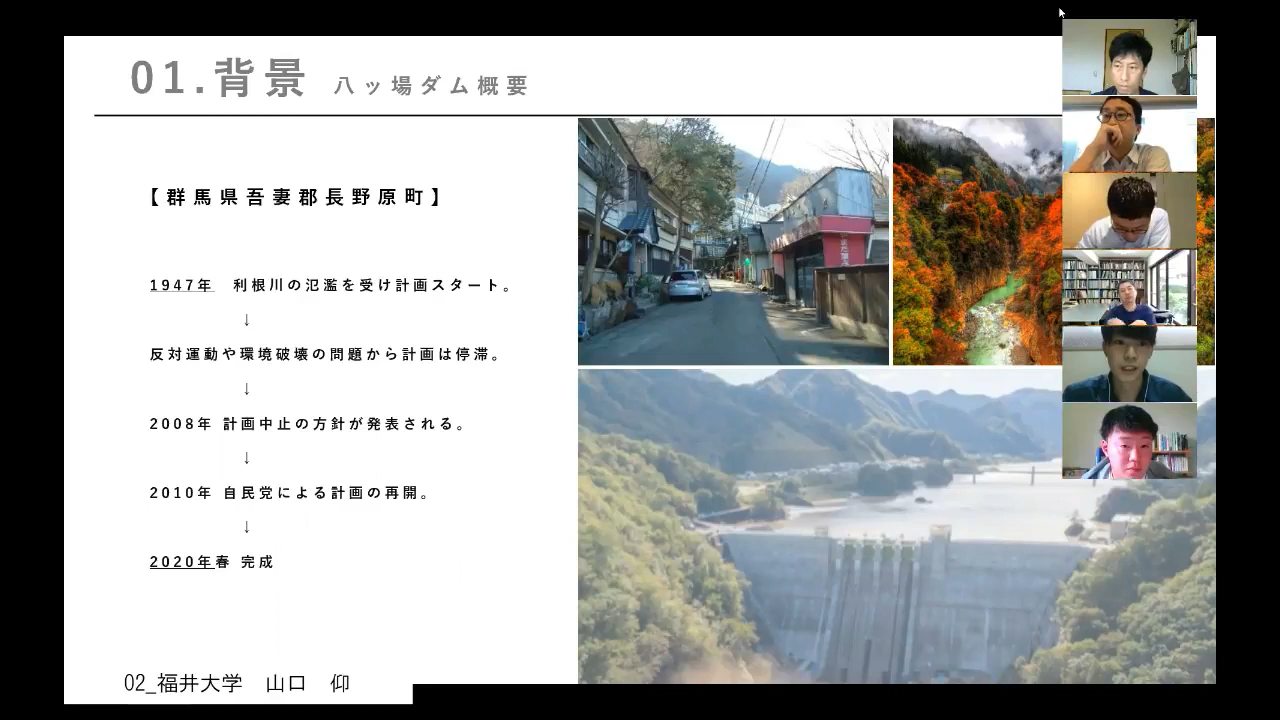 01.背景 八ッ場ダム概要
【群馬県吾妻郡長野原町】
1947年 利根川の氾濫を受け計画スタート。
↓
反対運動や環境破壊の問題から計画は停滞。
↓
2008年 計画中止の方針が発表される。
↓
2010年 自民党による計画の再開。
↓
2020年春 完成
02_福井大学 山口 仰